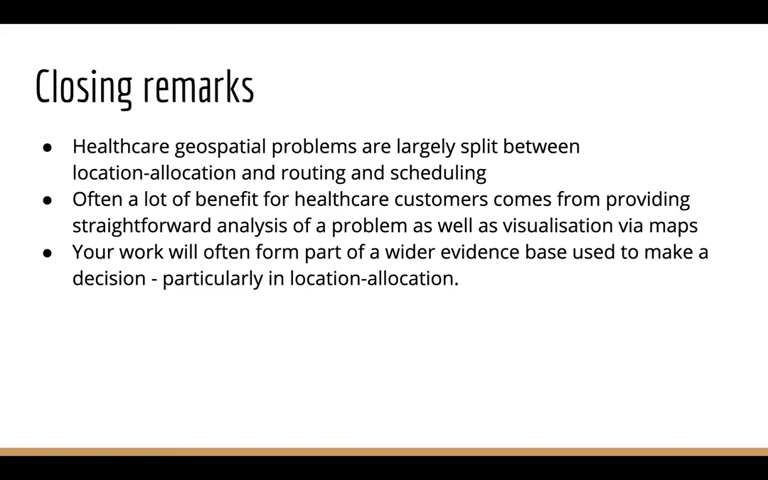 Closing remarks
● Healthcare geospatial problems are largely split between
location-allocation and routing and scheduling
● Often a lot of benefit for healthcare customers comes from providing
straightforward analysis of a problem as well as visualisation via maps
● Your work will often form part of a wider evidence base used to make a
decision - particularly in location-allocation.